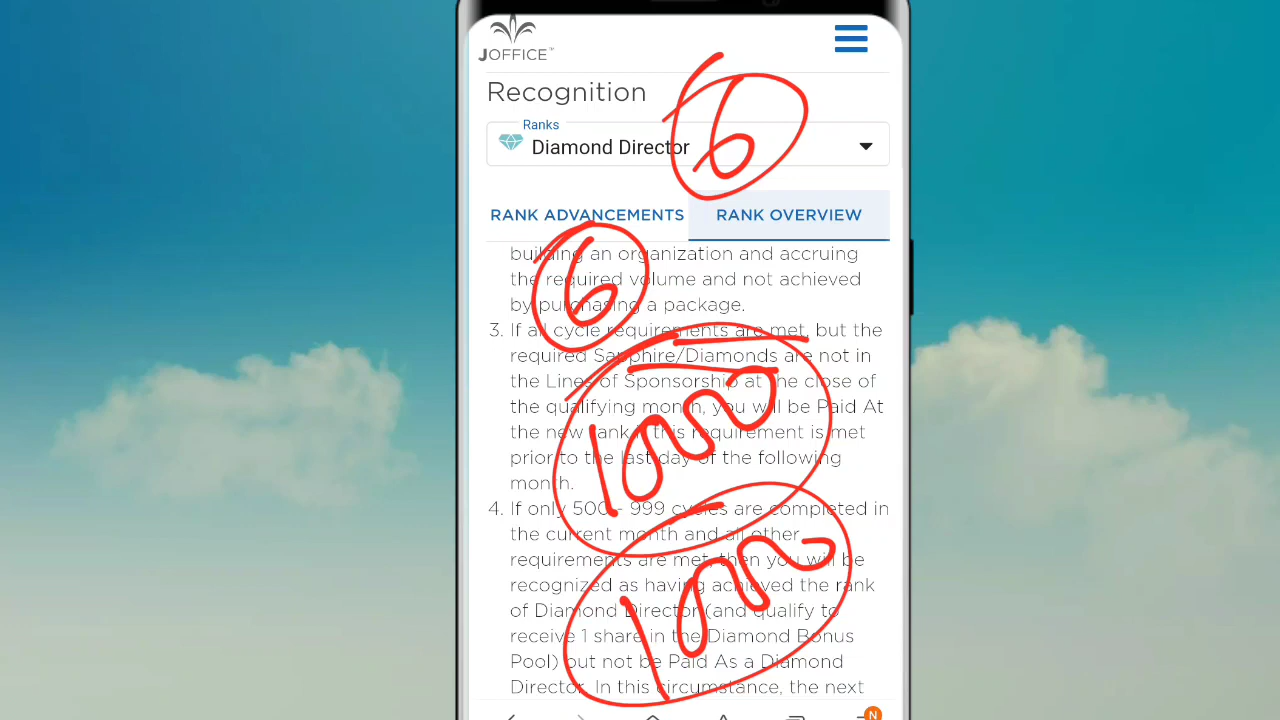 JOFFICE™
Recognition
6
Ranks
Diamond Director
RANK ADVANCEMENTS
RANK OVERVIEW
6
building an organization and accruing
the required volume and not achieved
by purchasing a package.
3. If all cycle requirements are met, but the
required Sapphire/Diamonds are not in
the Lines of Sponsorship at the close of
the qualifying month, you will be Paid At
the new rank if this requirement is met
prior to the last day of the following
month.
1000
4. If only 500 - 999 cycles are completed in
the current month and all other
requirements are met, then you will be
recognized as having achieved the rank
of Diamond Director (and qualify to
receive 1 share in the Diamond Bonus
Pool) but not be Paid As a Diamond
Director. In this circumstance, the next
1000
N